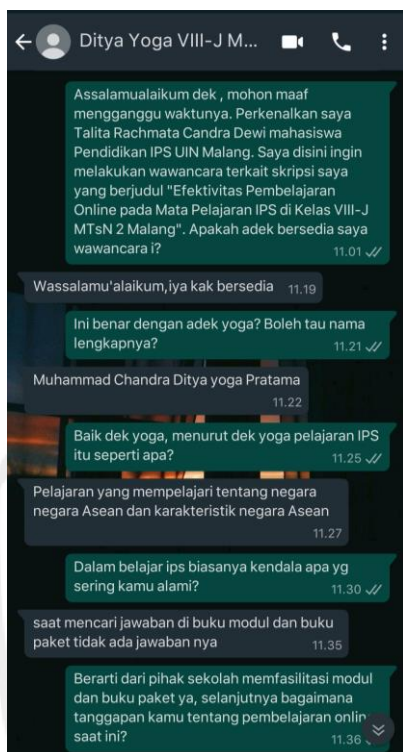 Ditya Yoga VIII-J M...
Assalamualaikum dek , mohon maaf
mengganggu waktunya. Perkenalkan saya
Talita Rachmata Candra Dewi mahasiswa
Pendidikan IPS UIN Malang. Saya disini ingin
melakukan wawancara terkait skripsi saya
yang berjudul "Efektivitas Pembelajaran
Online pada Mata Pelajaran IPS di Kelas VIII-J
MTsN 2 Malang". Apakah adek bersedia saya
wawancara i?
11.01
Wassalamu'alaikum,iya kak bersedia 11.19
Ini benar dengan adek yoga? Boleh tau nama
lengkapnya?
11.21
Muhammad Chandra Ditya yoga Pratama
11.22
Baik dek yoga, menurut dek yoga pelajaran IPS
itu seperti apa?
11.25
Pelajaran yang mempelajari tentang negara
negara Asean dan karakteristik negara Asean
11.27
Dalam belajar ips biasanya kendala apa yg
sering kamu alami?
11.30
saat mencari jawaban di buku modul dan buku
paket tidak ada jawaban nya 11.35
Berarti dari pihak sekolah memfasilitasi modul
dan buku paket ya, selanjutnya bagaimana
tanggapan kamu tentang pembelajaran online
saat ini?
11.36